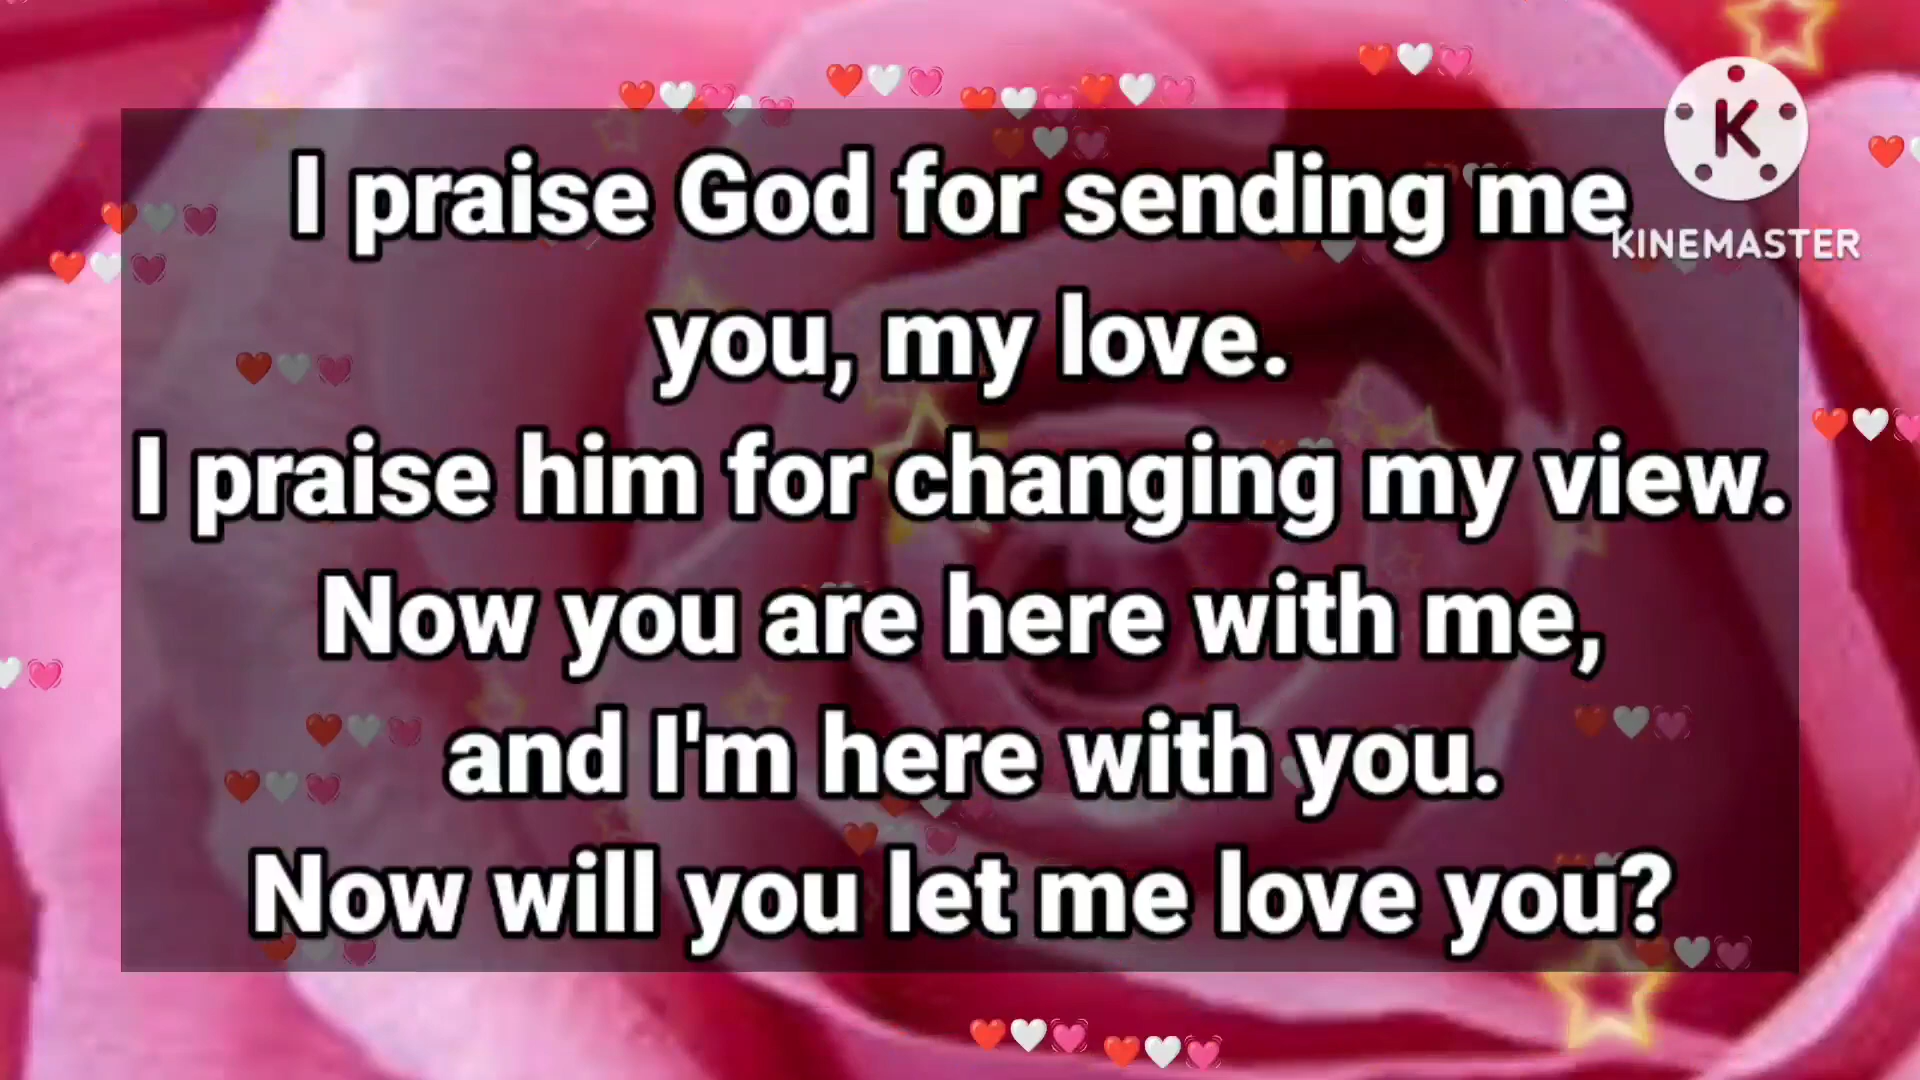 I praise God for sending me
you, my love.
I praise him for changing my view.
Now you are here with me,
and I'm here with you.
Now will you let me love you?
K
KINEMASTER